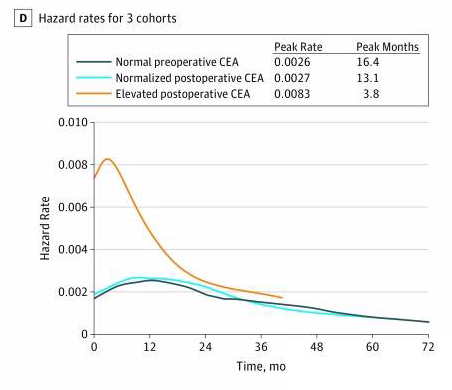 D Hazard rates for 3 cohorts
Peak Rate Peak Months
Normal preoperative CEA 0.0026 16.4
Normalized postoperative CEA 0.0027 13.1
Elevated postoperative CEA 0.0083 3.8
0.010
0.008
0.006
0.004
0.002
0
Hazard Rate
0 12 24 36 48 60 72
Time, mo